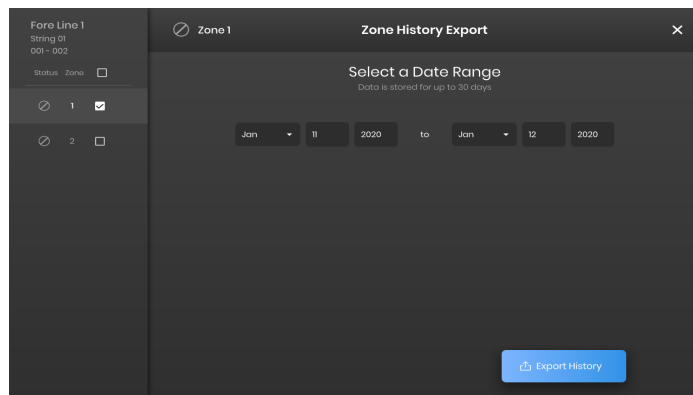 Fore Line 1
String 01
001 - 002
Status Zone
1
2
Zone 1
Zone History Export
Select a Date Range
Data is stored for up to 30 days
Jan 11 2020 to Jan 12 2020
Export History